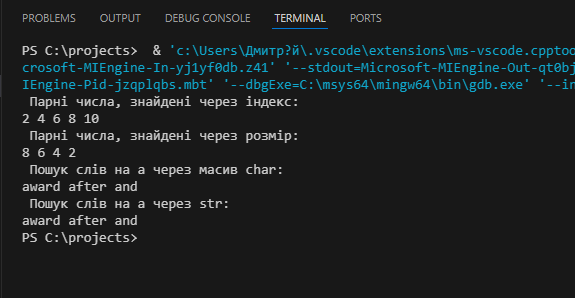 PROBLEMS OUTPUT DEBUG CONSOLE TERMINAL PORTS
PS C:\projects>  & 'c:\Users\Дмитр?й\.vscode\extensions\ms-vscode.cpptoo
crosoft-MIEngine-In-yj1yf0db.z41' '--stdout=Microsoft-MIEngine-Out-qt0bj
IEngine-Pid-jzqplqbs.mbt' '--dbgExe=C:\msys64\mingw64\bin\gdb.exe' '--in
Парні числа, знайдені через індекс:
2 4 6 8 10
Парні числа, знайдені через розмір:
8 6 4 2
Пошук слів на a через масив char:
award after and
Пошук слів на a через str:
award after and
PS C:\projects>